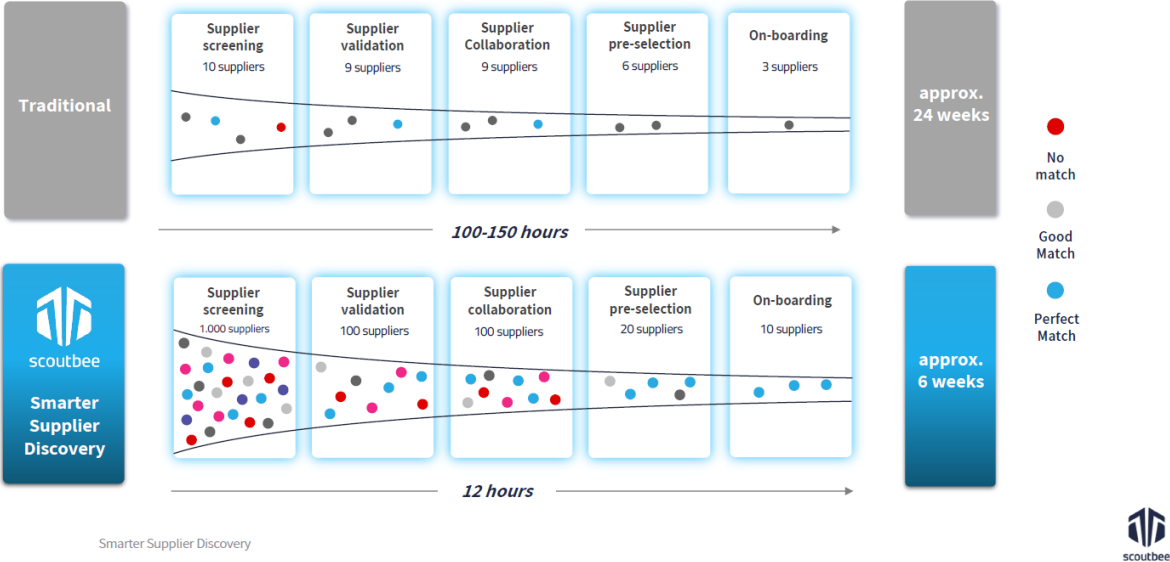 Traditional
Supplier
screening
10 suppliers
Supplier
validation
9 suppliers
Supplier
Collaboration
9 suppliers
Supplier
pre-selection
6 suppliers
On-boarding
3 suppliers
approx.
24 weeks
100-150 hours
No
match
Good
Match
Perfect
Match
scoutbee
Smarter
Supplier
Discovery
Supplier
screening
1.000 suppliers
Supplier
validation
100 suppliers
Supplier
collaboration
100 suppliers
Supplier
pre-selection
20 suppliers
On-boarding
10 suppliers
approx.
6 weeks
12 hours
Smarter Supplier Discovery
scoutbee